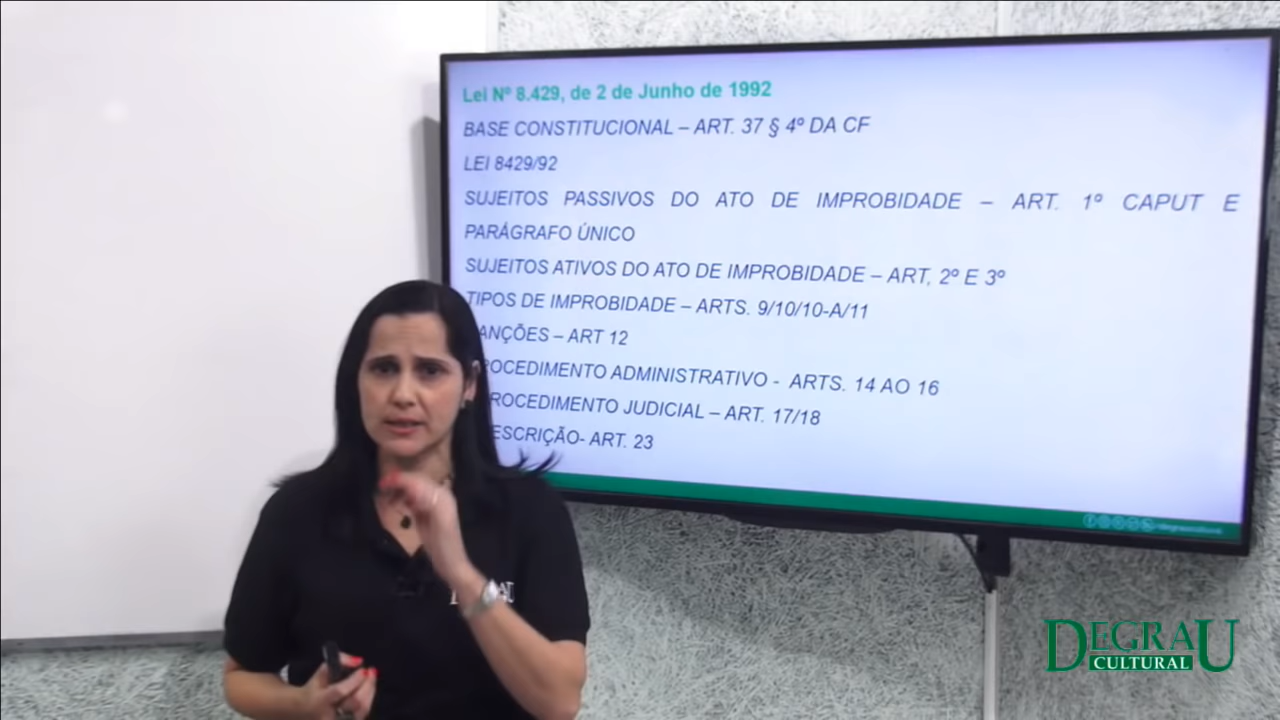 Lei Nº 8.429, de 2 de Junho de 1992
BASE CONSTITUCIONAL – ART. 37 § 4º DA CF
LEI 8429/92
SUJEITOS PASSIVOS DO ATO DE IMPROBIDADE – ART. 1º CAPUT E
PARÁGRAFO ÚNICO
SUJEITOS ATIVOS DO ATO DE IMPROBIDADE – ART, 2º E 3º
TIPOS DE IMPROBIDADE – ARTS. 9/10/10-A/11
ANÇÕES – ART 12
ROCEDIMENTO ADMINISTRATIVO - ARTS. 14 AO 16
ROCEDIMENTO JUDICIAL – ART. 17/18
ESCRIÇÃO- ART. 23
DEGRAU
CULTURAL